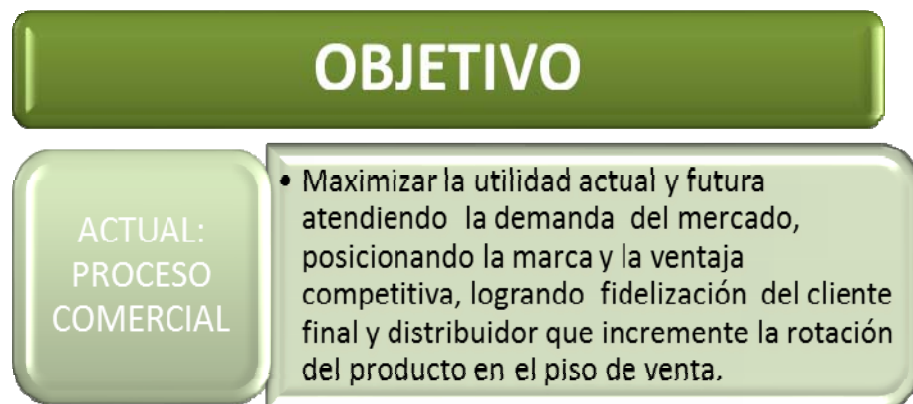 OBJETIVO
ACTUAL:
PROCESO
COMERCIAL
• Maximizar la utilidad actual y futura
atendiendo la demanda del mercado,
posicionando la marca y la ventaja
competitiva, logrando fidelización del cliente
final y distribuidor que incremente la rotación
del producto en el piso de venta.